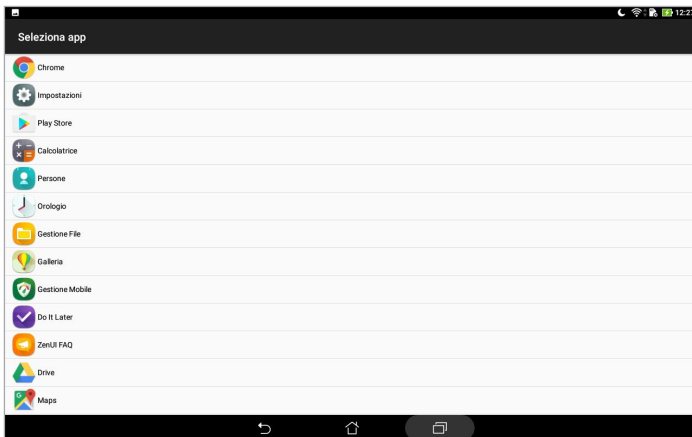 12:27
Seleziona app
Chrome
Impostazioni
Play Store
Calcolatrice
Persone
Orologio
Gestione File
Galleria
Gestione Mobile
Do It Later
ZenUI FAQ
Drive
Maps